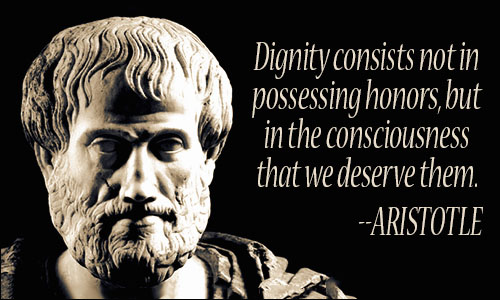 Dignity consists not in
possessing honors, but
in the consciousness
that we deserve them.
--ARISTOTLE